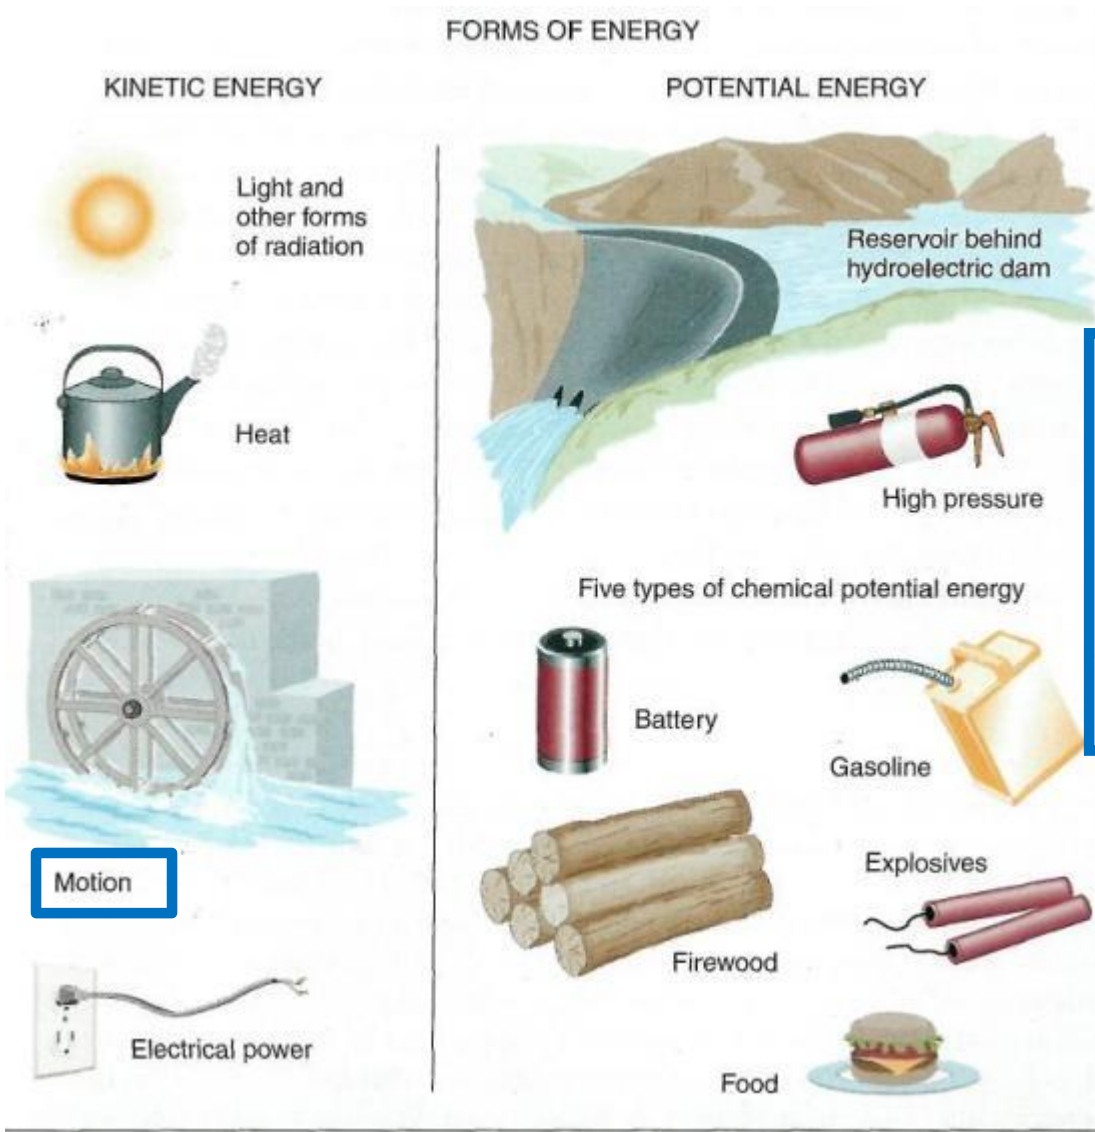 FORMS OF ENERGY
KINETIC ENERGY
Light and
other forms
of radiation
Heat
Motion
Electrical power
POTENTIAL ENERGY
Reservoir behind
hydroelectric dam
High pressure
Five types of chemical potential energy
Battery
Gasoline
Explosives
Firewood
Food